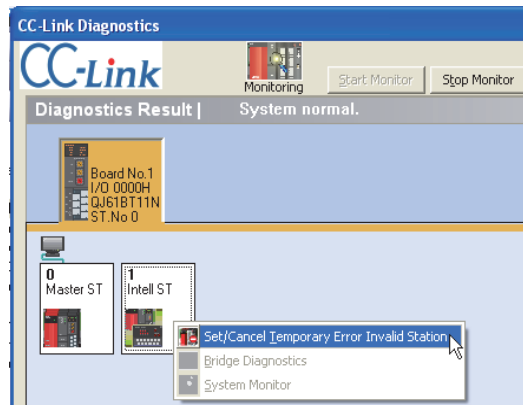 CC-Link Diagnostics
CC-Link
Monitoring
Start Monitor
Stop Monitor
Diagnostics Result |
System normal.
Board No.1
I/O 0000H
QJ61BT11N
ST.No 0
0
Master ST
1
Intell ST
Set/Cancel Temporary Error Invalid Station
Bridge Diagnostics
System Monitor